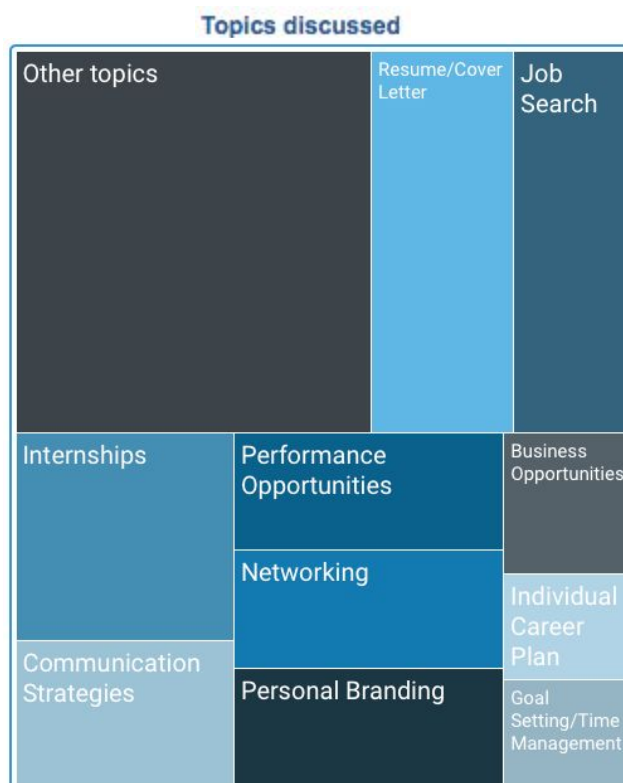 Topics discussed
Other topics
Resume/Cover
Letter
Job
Search
Internships
Performance
Opportunities
Business
Opportunities
Networking
Individual
Career
Plan
Communication
Strategies
Personal Branding
Goal
Setting/Time
Management